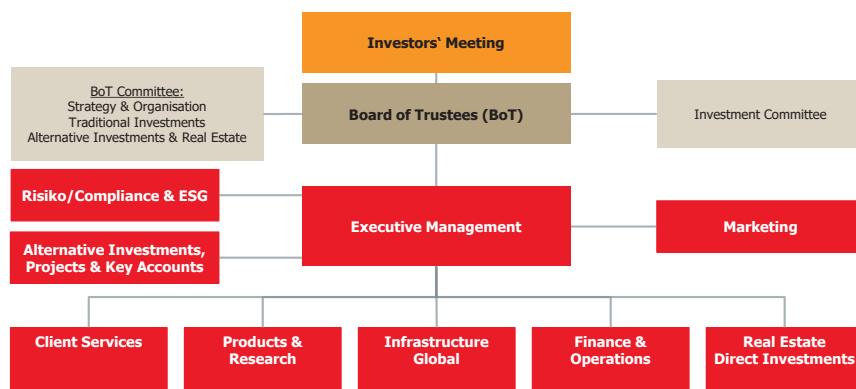 Investors‘ Meeting
BoT Committee:
Strategy & Organisation
Traditional Investments
Alternative Investments & Real Estate
Board of Trustees (BoT)
Investment Committee
Risiko/Compliance & ESG
Executive Management
Marketing
Alternative Investments,
Projects & Key Accounts
Client Services
Products &
Research
Infrastructure
Global
Finance &
Operations
Real Estate
Direct Investments